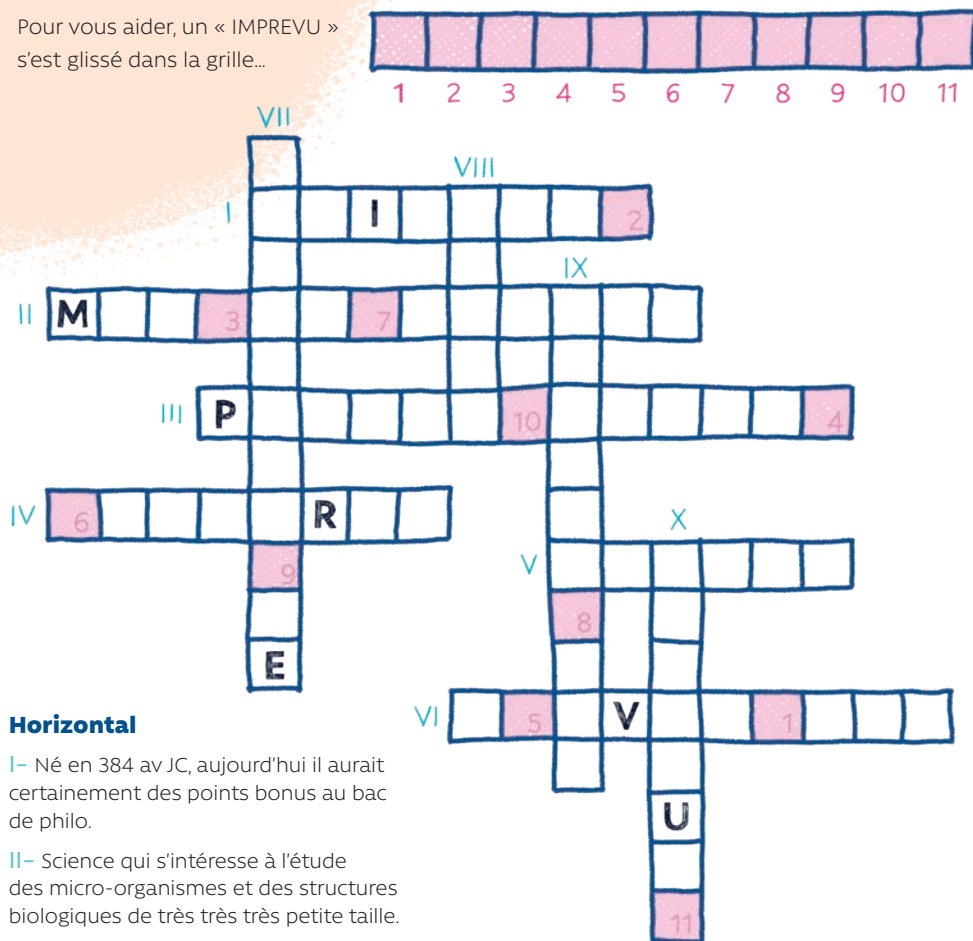 Pour vous aider, un « IMPREVU »
s'est glissé dans la grille...
1 2 3 4 5 6 7 8 9 10 11
VII
VIII
I I 2
IX
II M 3 7
III P 10 4
IV 6 R
X
V
9
8
E
VI 5 V 1
U
11
Horizontal
I- Né en 384 av JC, aujourd'hui il aurait
certainement des points bonus au bac
de philo.
II- Science qui s'intéresse à l'étude
des micro-organismes et des structures
biologiques de très très très petite taille.